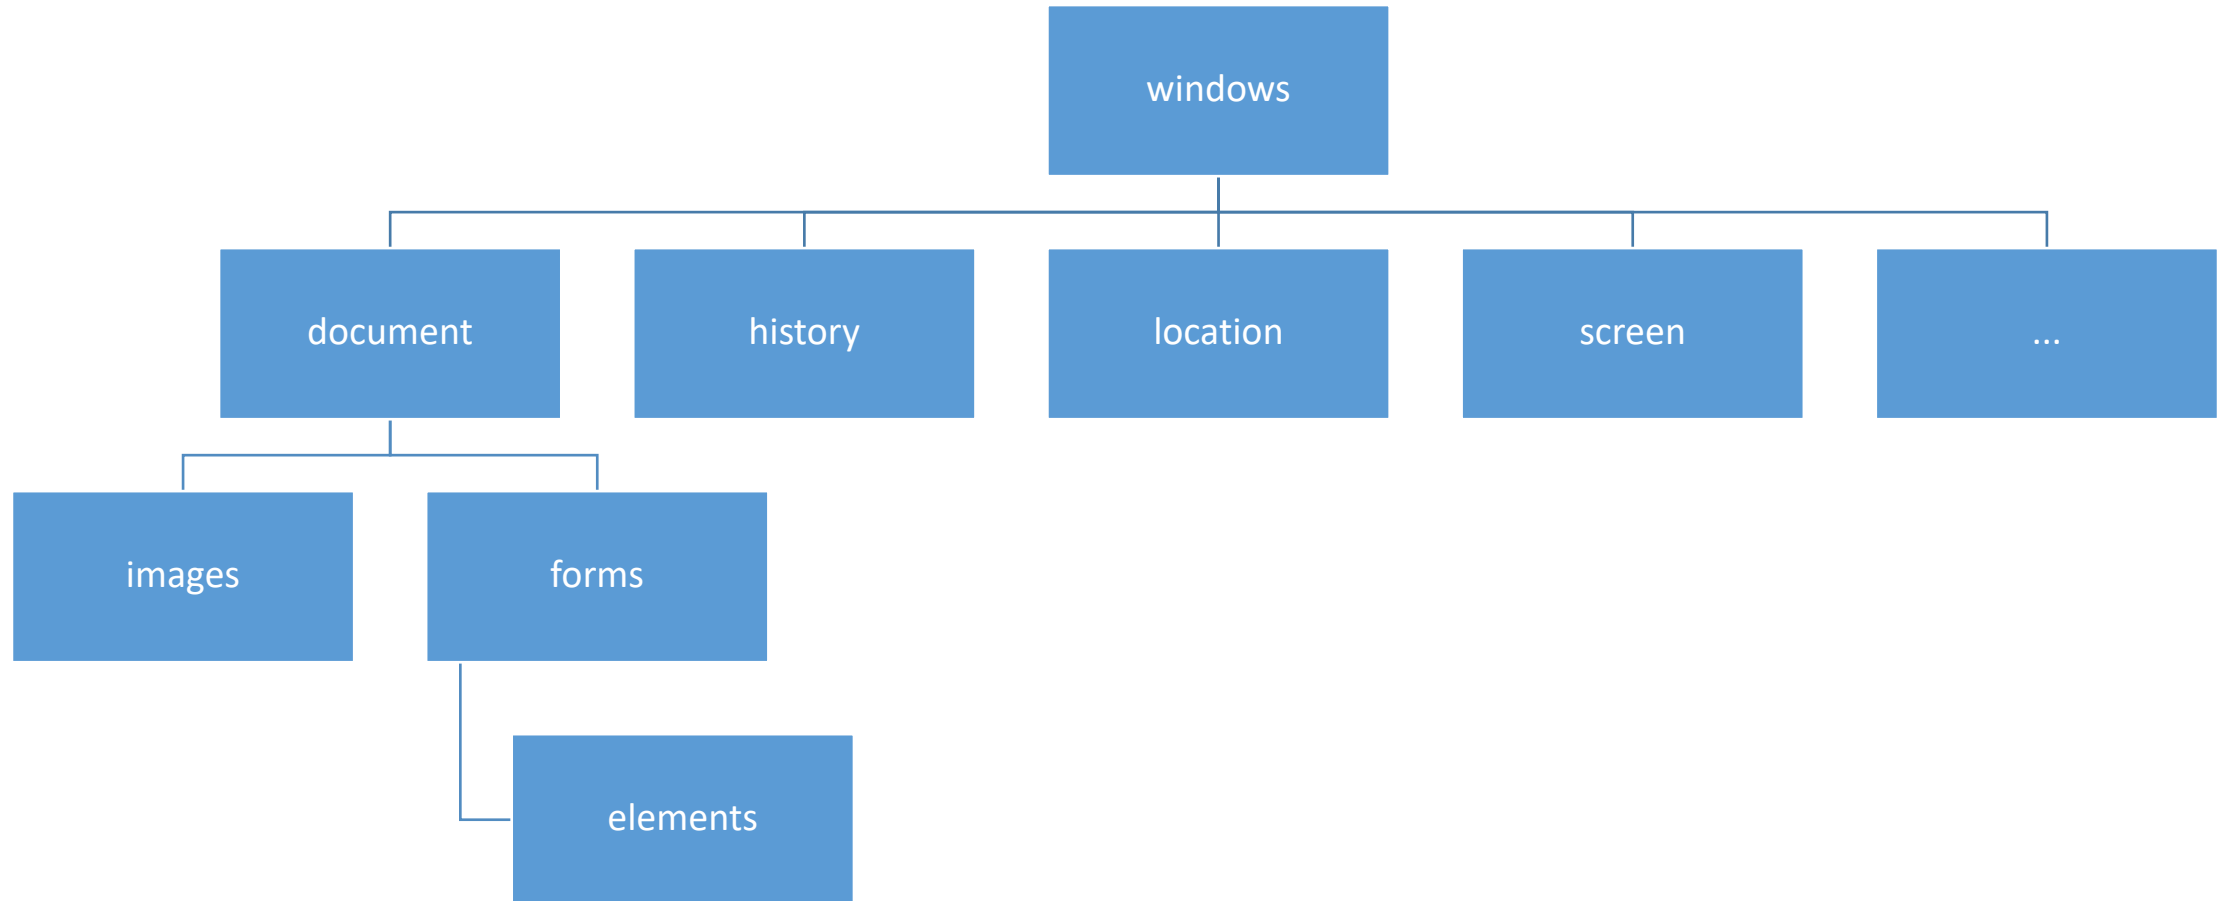 windows
document
history
location
screen
...
images
forms
elements